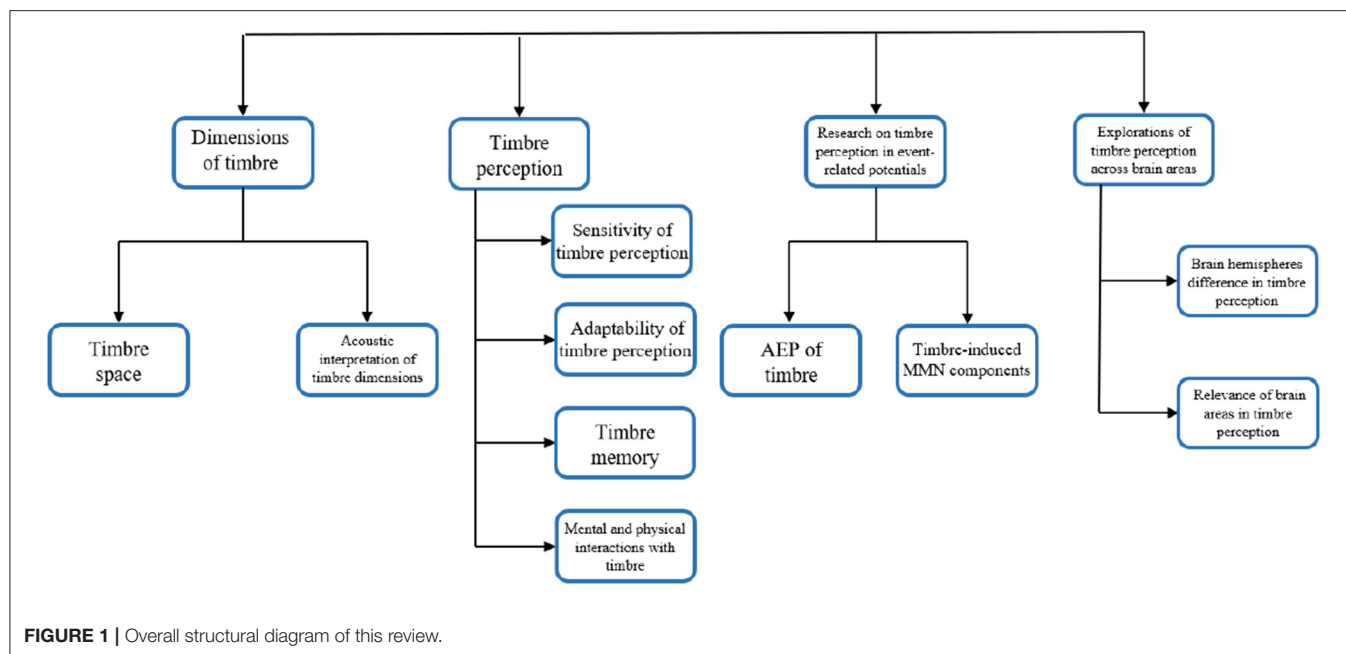 Dimensions
of timbre
Timbre
space
Acoustic
interpretation of
timbre dimensions
Timbre
perception
Sensitivity of
timbre perception
Adaptability of
timbre perception
Timbre
memory
Mental and physical
interactions with
timbre
Research on timbre
perception in event-
related potentials
AEP of
timbre
Timbre-induced
MMN components
Explorations of
timbre perception
across brain areas
Brain hemispheres
difference in timbre
perception
Relevance of brain
areas in timbre
perception
FIGURE 1 | Overall structural diagram of this review.